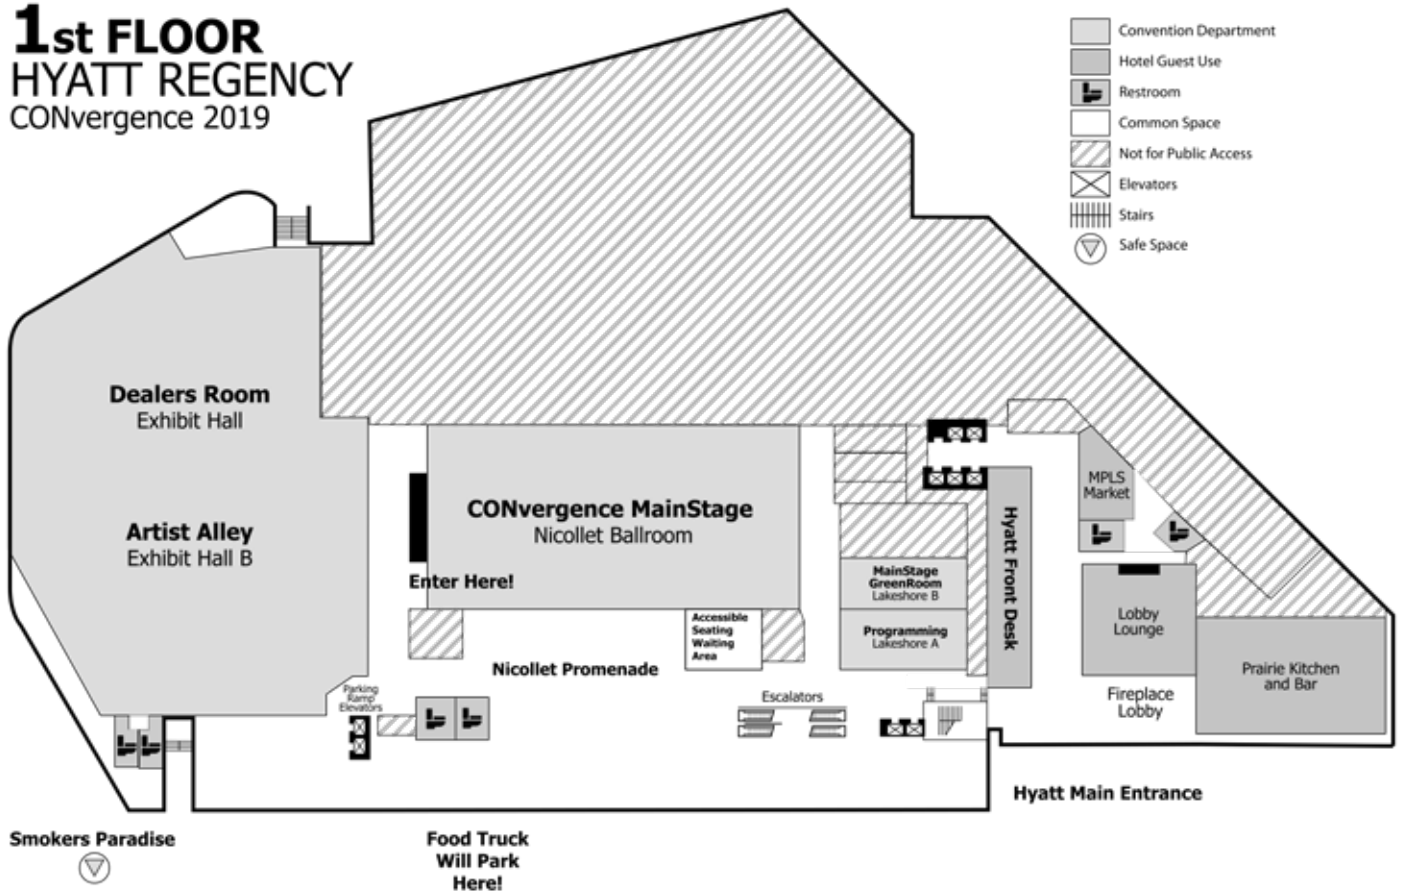 1st FLOOR
HYATT REGENCY
CONvergence 2019
Convention Department
Hotel Guest Use
Restroom
Common Space
Not for Public Access
Elevators
Stairs
Safe Space
Dealers Room
Exhibit Hall
Artist Alley
Exhibit Hall B
CONvergence MainStage
Nicollet Ballroom
Enter Here!
Accessible
Seating
Waiting
Area
Nicollet Promenade
MainStage
GreenRoom
Lakeshore B
Programming
Lakeshore A
Hyatt Front Desk
MPLS
Market
Lobby
Lounge
Prairie Kitchen
and Bar
Fireplace
Lobby
Parking
Ramp
Elevators
Escalators
Hyatt Main Entrance
Smokers Paradise
Food Truck
Will Park
Here!